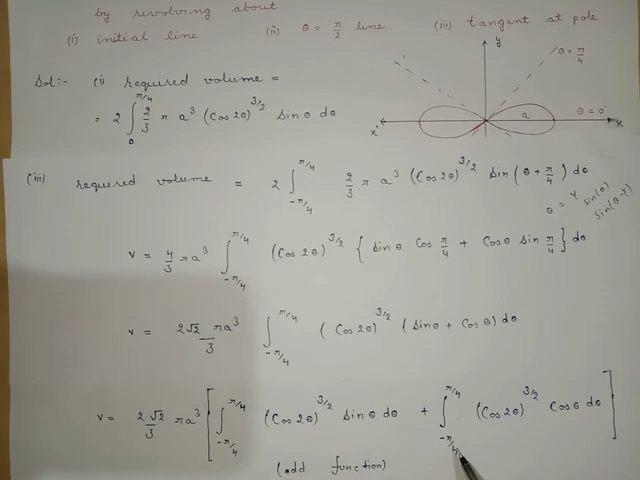 by revolving about
(i) initial line (ii) θ = π/2 line (iii) tangent at pole
y
θ = π/4
Sol:- (i) required volume =
= 2 ∫₀^{π/4} 2/3 π a³ (Cos 2θ)^{3/2} Sin θ dθ
x' a θ = 0° x
(iii) required volume = 2 ∫_{-π/4}^{π/4} 2/3 π a³ (Cos 2θ)^{3/2} Sin (θ + π/4) dθ
θ = γ
Sin(θ)
Sin(θ-γ)
v = 4/3 π a³ ∫_{-π/4}^{π/4} (Cos 2θ)^{3/2} { Sin θ Cos π/4 + Cos θ Sin π/4 } dθ
v = 2√2 π a³/3 ∫_{-π/4}^{π/4} (Cos 2θ)^{3/2} (Sin θ + Cos θ) dθ
v = 2√2/3 π a³ [ ∫_{-π/4}^{π/4} (Cos 2θ)^{3/2} Sin θ dθ + ∫_{-π/4}^{π/4} (Cos 2θ)^{3/2} Cos θ dθ ]
(odd function)